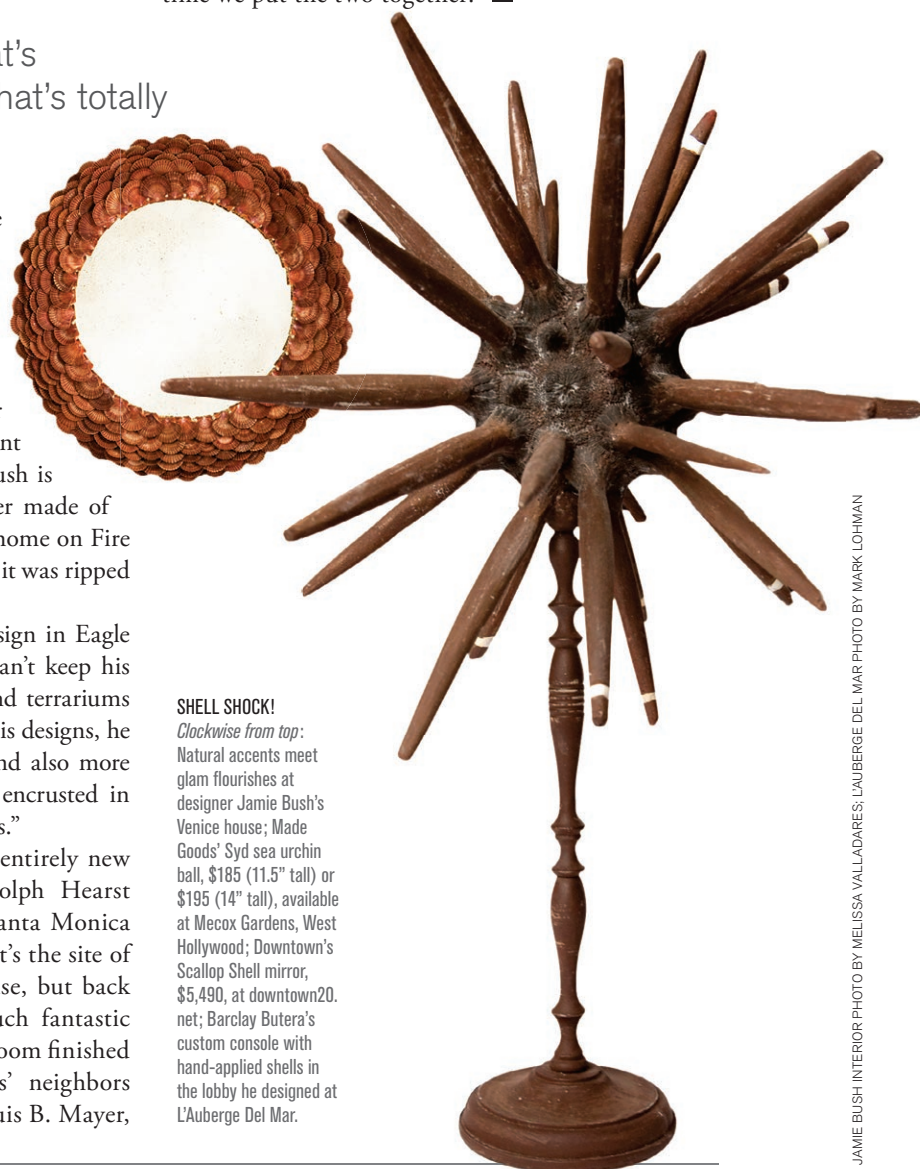 time we put the two together."
at's
hat's totally
e
nt
ush is
er made of
home on Fire
it was ripped
sign in Eagle
an't keep his
nd terrariums
is designs, he
nd also more
encrusted in
s."
entirely new
olph Hearst
anta Monica
t's the site of
se, but back
uch fantastic
oom finished
s' neighbors
uis B. Mayer,
SHELL SHOCK!
Clockwise from top:
Natural accents meet
glam flourishes at
designer Jamie Bush's
Venice house; Made
Goods' Syd sea urchin
ball, $185 (11.5" tall) or
$195 (14" tall), available
at Mecox Gardens, West
Hollywood; Downtown's
Scallop Shell mirror,
$5,490, at downtown20.
net; Barclay Butera's
custom console with
hand-applied shells in
the lobby he designed at
L'Auberge Del Mar.
JAMIE BUSH INTERIOR PHOTO BY MELISSA VALLADARES; L'AUBERGE DEL MAR PHOTO BY MARK LOHMAN